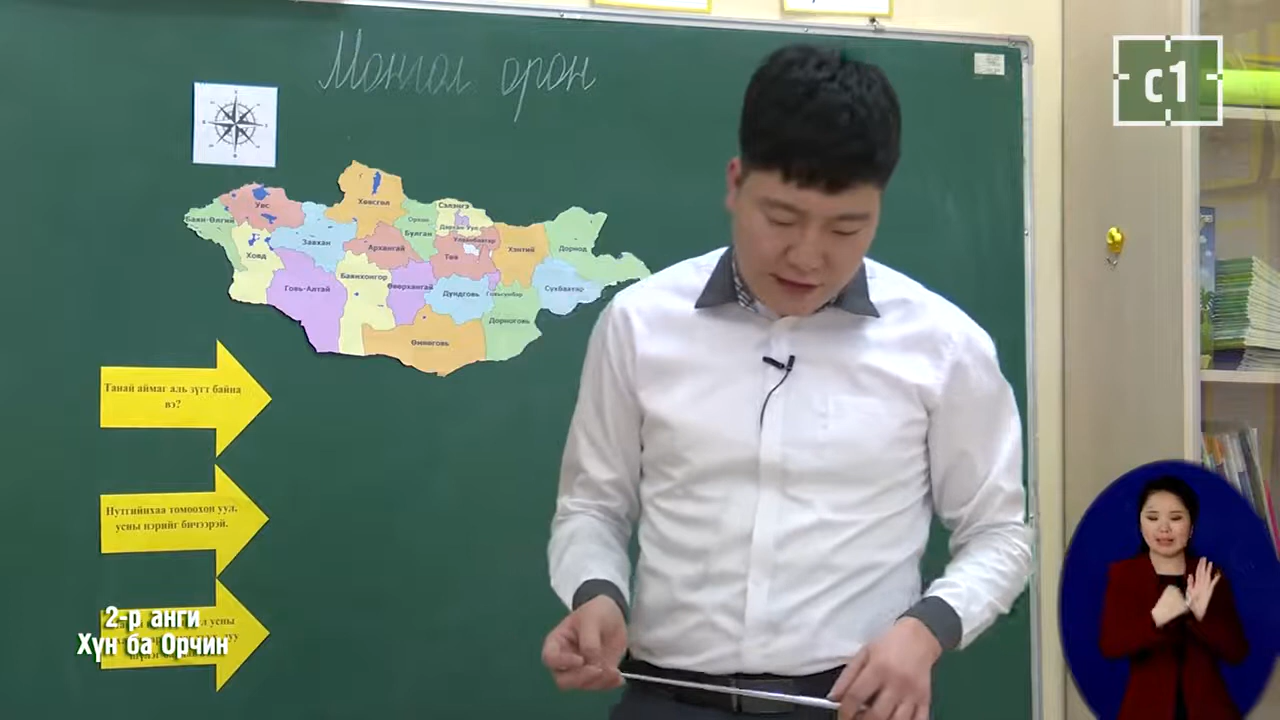 Монгол орон
с1
Увс
Хөвсгөл
Сэлэнгэ
Баян-Өлгий
Орхон
Булган
Дархан-Уул
Завхан
Архангай
Улаанбаатар
Хэнтий
Дорнод
Ховд
Төв
Баянхонгор
Говь-Алтай
Өвөрхангай
Дундговь
Говьсүмбэр
Сүхбаатар
Дорноговь
Өмнөговь
Танай аймаг аль зүгт байна
вэ?
Нутгийнхаа томоохон уул,
усны нэрийг бичээрэй.
усны
2-р анги
Хүн ба Орчин